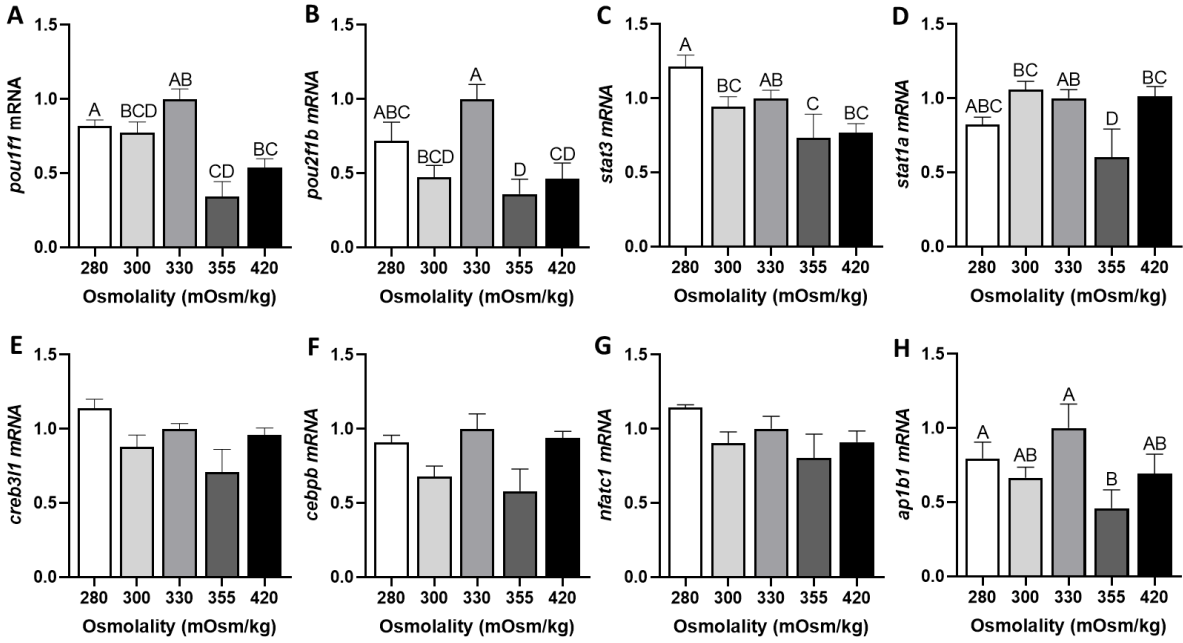 A
pou1f1 mRNA
1.5
1.0
0.5
0.0
A
BCD
AB
CD
BC
280 300 330 355 420
Osmolality (mOsm/kg)
B
pou2f1b mRNA
1.5
1.0
0.5
0.0
ABC
BCD
A
D
CD
280 300 330 355 420
Osmolality (mOsm/kg)
C
stat3 mRNA
1.5
1.0
0.5
0.0
A
BC
AB
C
BC
280 300 330 355 420
Osmolality (mOsm/kg)
D
stat1a mRNA
1.5
1.0
0.5
0.0
ABC
BC
AB
D
BC
280 300 330 355 420
Osmolality (mOsm/kg)
E
creb3l1 mRNA
1.5
1.0
0.5
0.0
280 300 330 355 420
Osmolality (mOsm/kg)
F
cebpb mRNA
1.5
1.0
0.5
0.0
280 300 330 355 420
Osmolality (mOsm/kg)
G
nfatc1 mRNA
1.5
1.0
0.5
0.0
280 300 330 355 420
Osmolality (mOsm/kg)
H
ap1b1 mRNA
1.5
1.0
0.5
0.0
A
AB
A
B
AB
280 300 330 355 420
Osmolality (mOsm/kg)